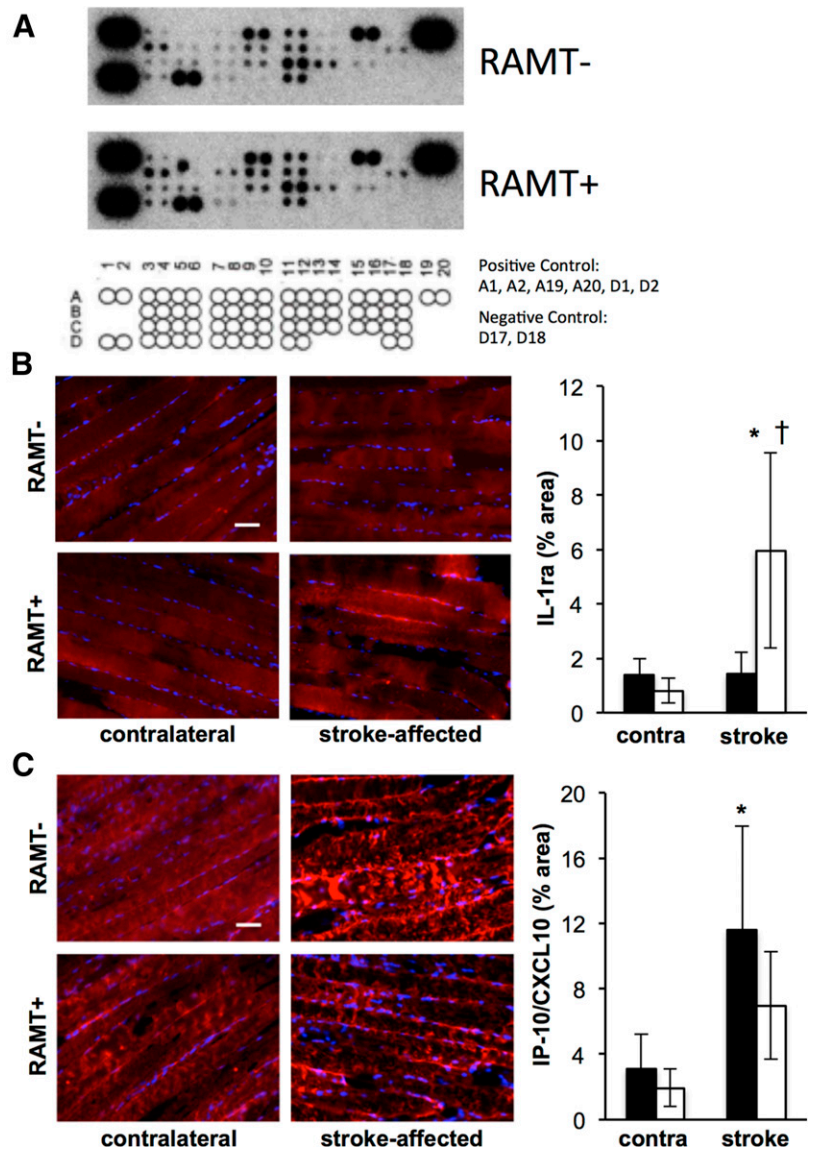 A
RAMT-
RAMT+
1 2 3 4 5 6 7 8 9 10 11 12 13 14 15 16 17 18 19 20
A
B
C
D
Positive Control:
A1, A2, A19, A20, D1, D2
Negative Control:
D17, D18
B
RAMT-
RAMT+
contralateral
stroke-affected
IL-1ra (% area)
12
10
8
6
4
2
0
* †
contra
stroke
C
RAMT-
RAMT+
contralateral
stroke-affected
IP-10/CXCL10 (% area)
20
16
12
8
4
0
*
contra
stroke